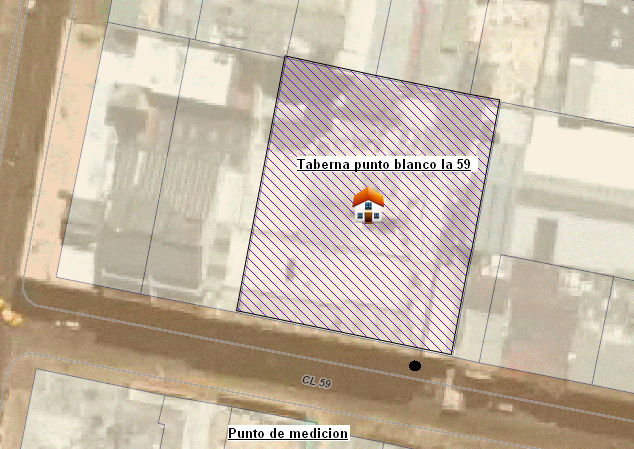 Taberna punto blanco la 59
CL 59
Punto de medicion